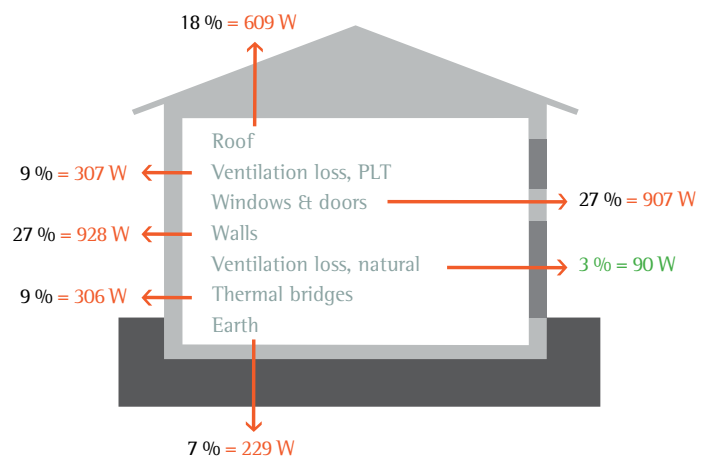 18 % = 609 W
Roof
9 % = 307 W
Ventilation loss, PLT
Windows & doors
27 % = 907 W
27 % = 928 W
Walls
Ventilation loss, natural
3 % = 90 W
9 % = 306 W
Thermal bridges
Earth
7 % = 229 W